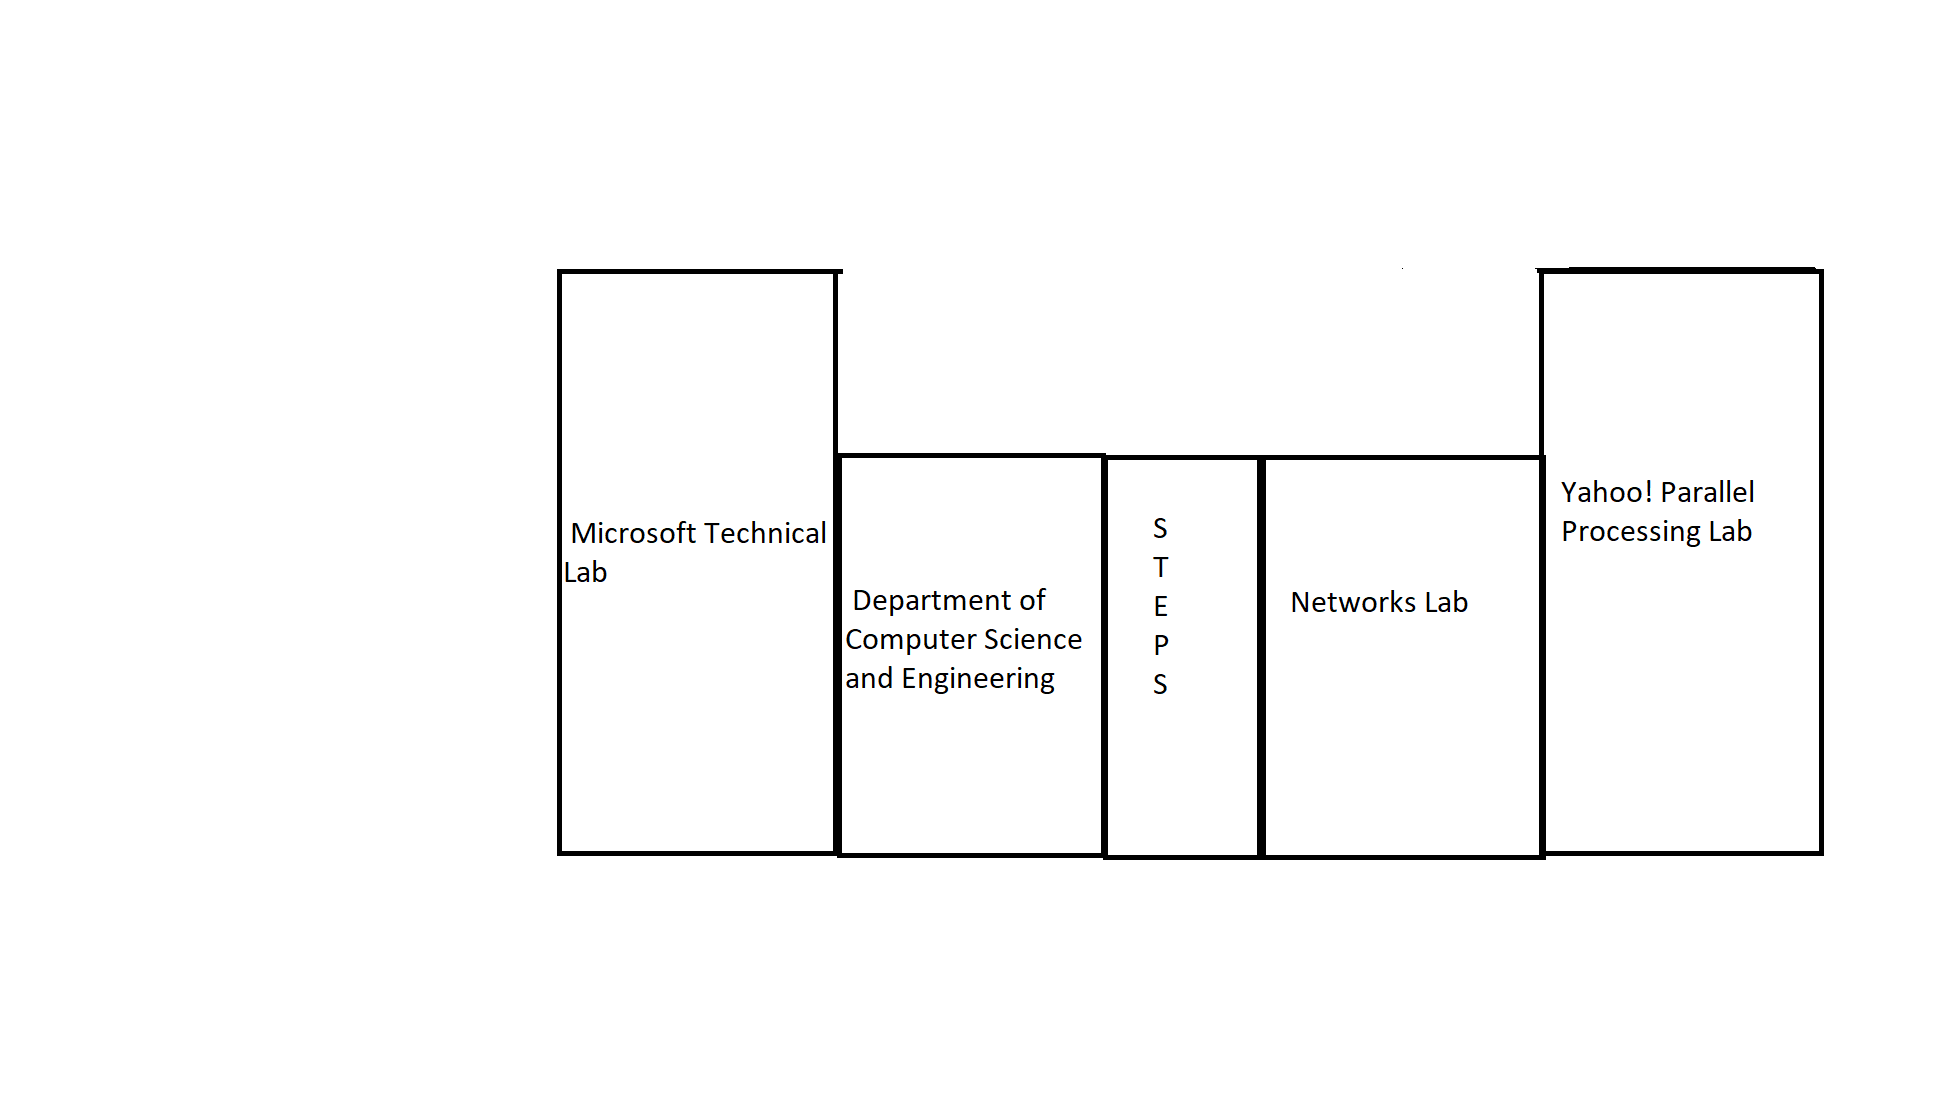 Microsoft Technical
Lab
Department of
Computer Science
and Engineering
S
T
E
P
S
Networks Lab
Yahoo! Parallel
Processing Lab